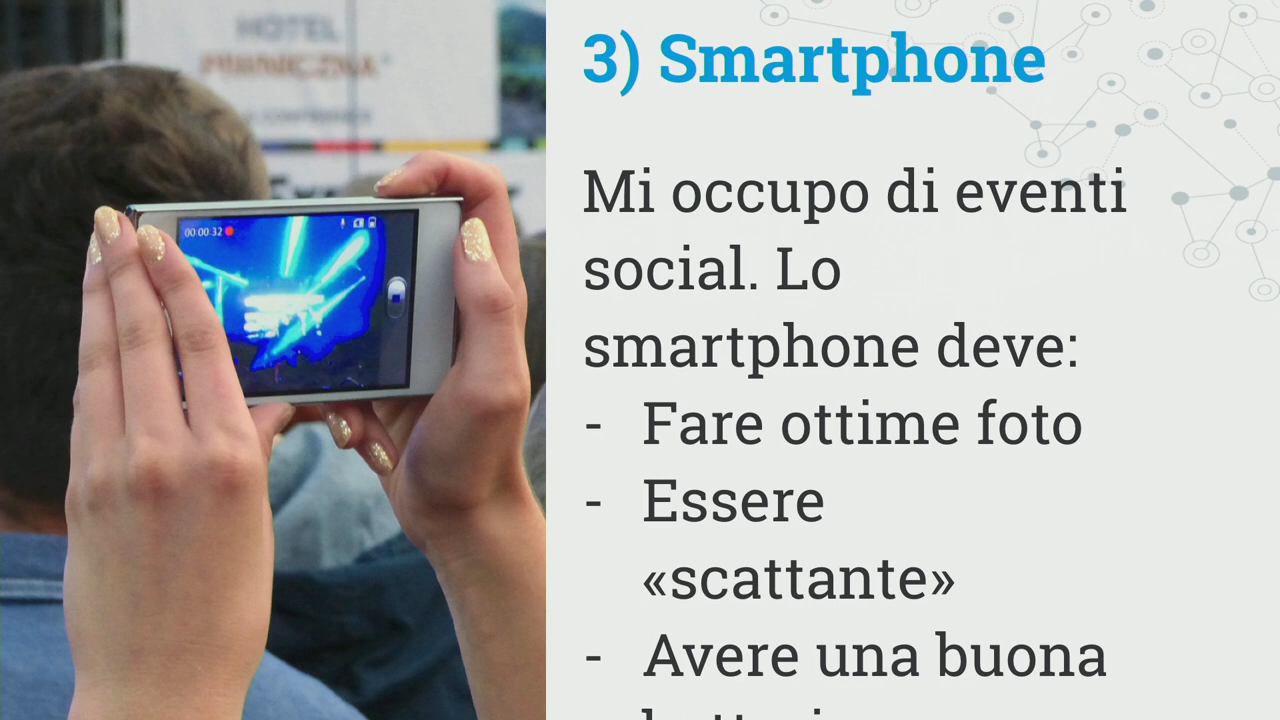 HOTEL
00:00:32
3) Smartphone
Mi occupo di eventi
social. Lo
smartphone deve:
- Fare ottime foto
- Essere
«scattante»
- Avere una buona